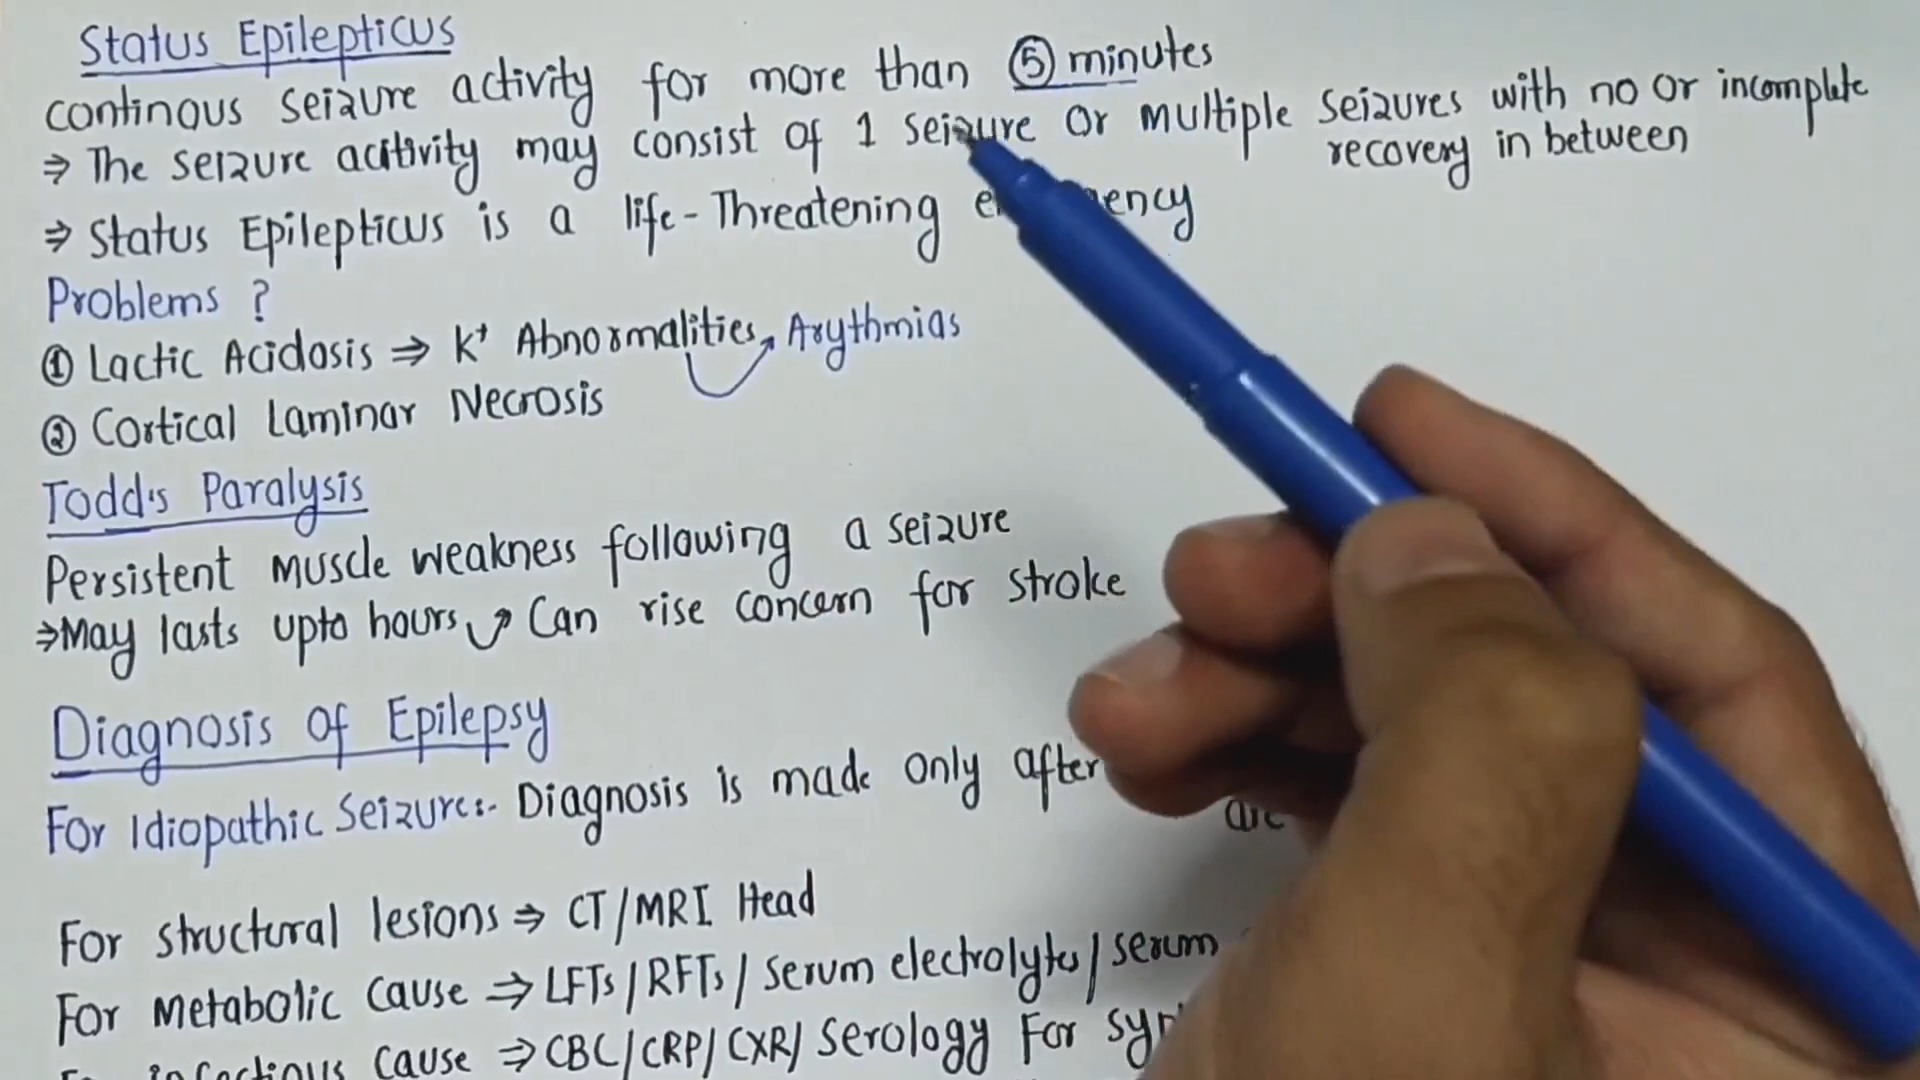 Status Epilepticus
continous seizure activity for more than 5 minutes
⇒ The seizure acitivity may consist of 1 seizure or multiple seizures with no or incomplete
recovery in between
⇒ Status Epilepticus is a life-Threatening
Problems ?
① Lactic Acidosis ⇒ K⁺ Abnormalities Arythmias
② Cortical Laminar Necrosis
Todd's Paralysis
Persistent muscle weakness following a seizure
⇒ May lasts upto hours Can rise concern for stroke
Diagnosis of Epilepsy
For Idiopathic Seizure:- Diagnosis is made only after
are
For structural lesions ⇒ CT/MRI Head
For metabolic cause ⇒ LFTs/RFTs/ serum electrolytes/ serum
cause ⇒ CBC/CRP/CXR/ serology For